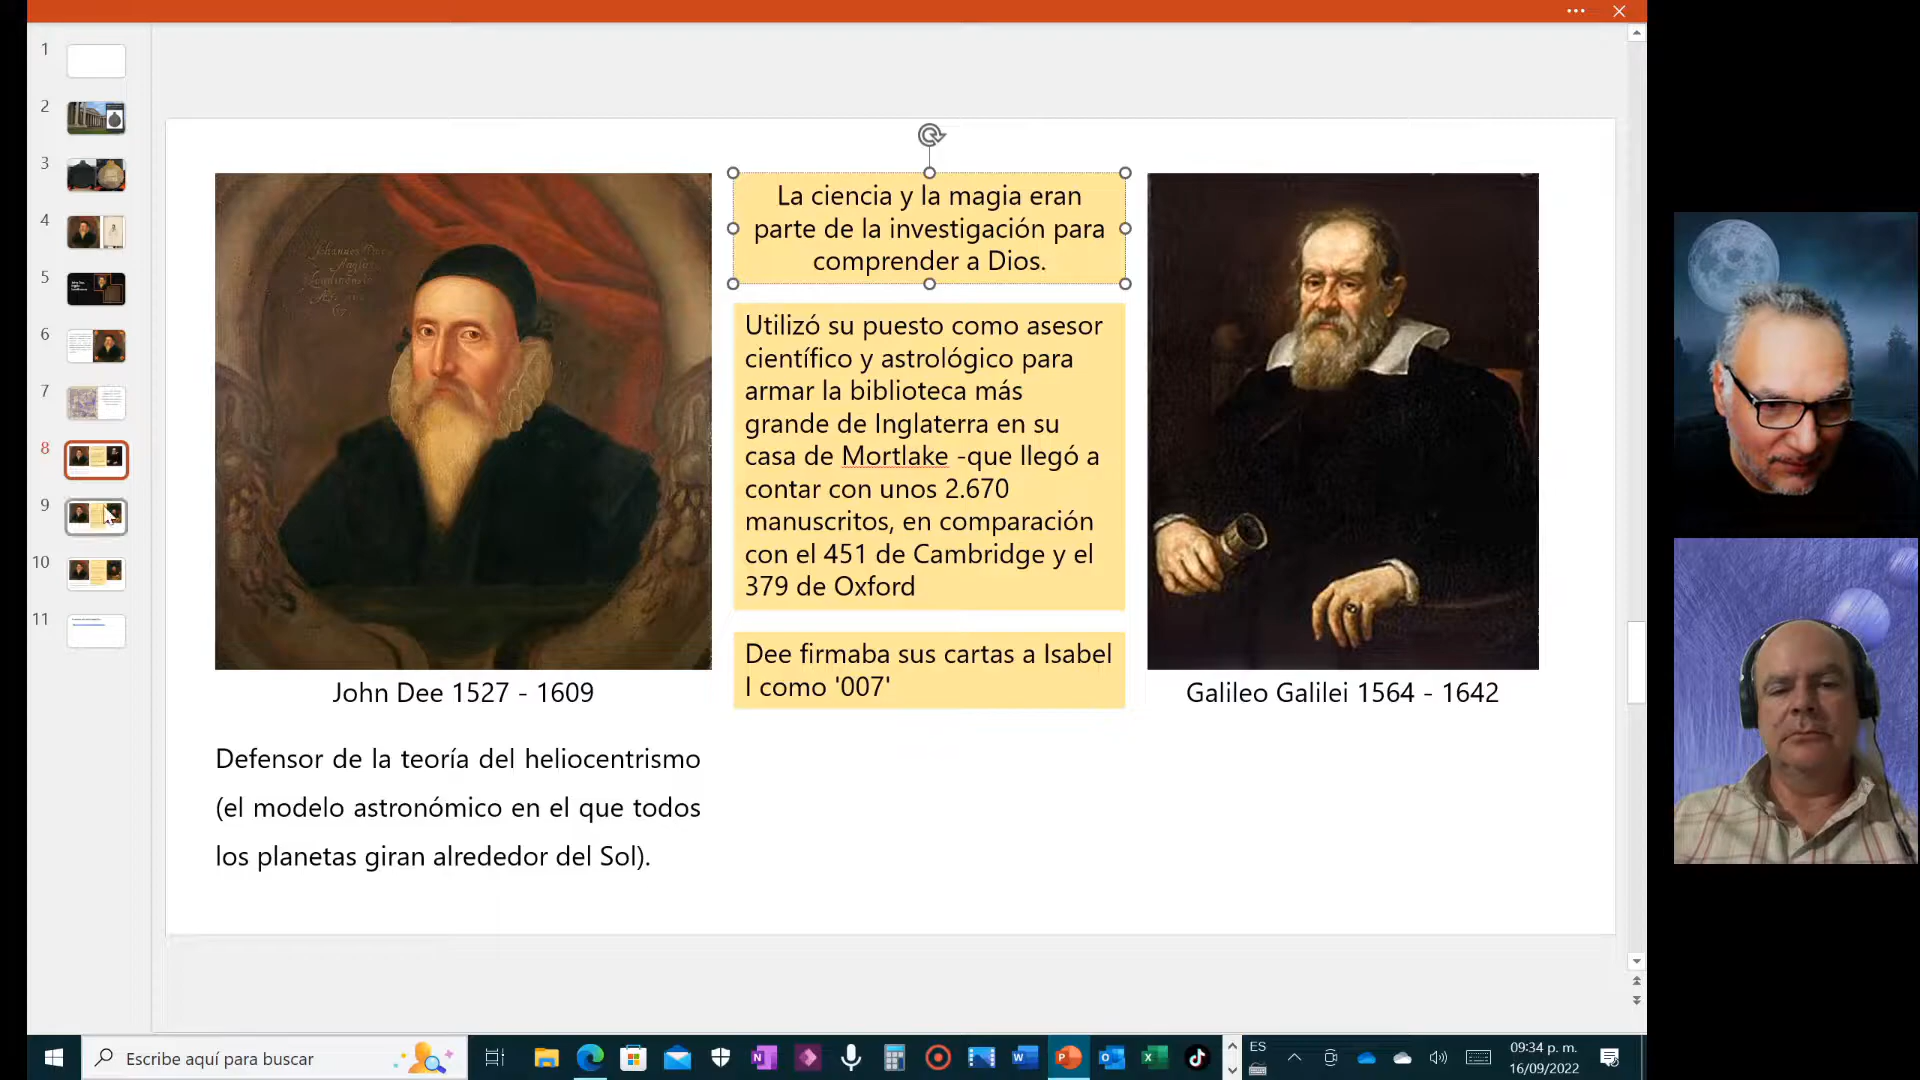 1
2
3
4
5
6
7
8
9
10
11
La ciencia y la magia eran
parte de la investigación para
comprender a Dios.
Utilizó su puesto como asesor
científico y astrológico para
armar la biblioteca más
grande de Inglaterra en su
casa de Mortlake -que llegó a
contar con unos 2.670
manuscritos, en comparación
con el 451 de Cambridge y el
379 de Oxford
Dee firmaba sus cartas a Isabel
I como '007'
John Dee 1527 - 1609
Galileo Galilei 1564 - 1642
Defensor de la teoría del heliocentrismo
(el modelo astronómico en el que todos
los planetas giran alrededor del Sol).
Escribe aquí para buscar
ES
09:34 p. m.
16/09/2022